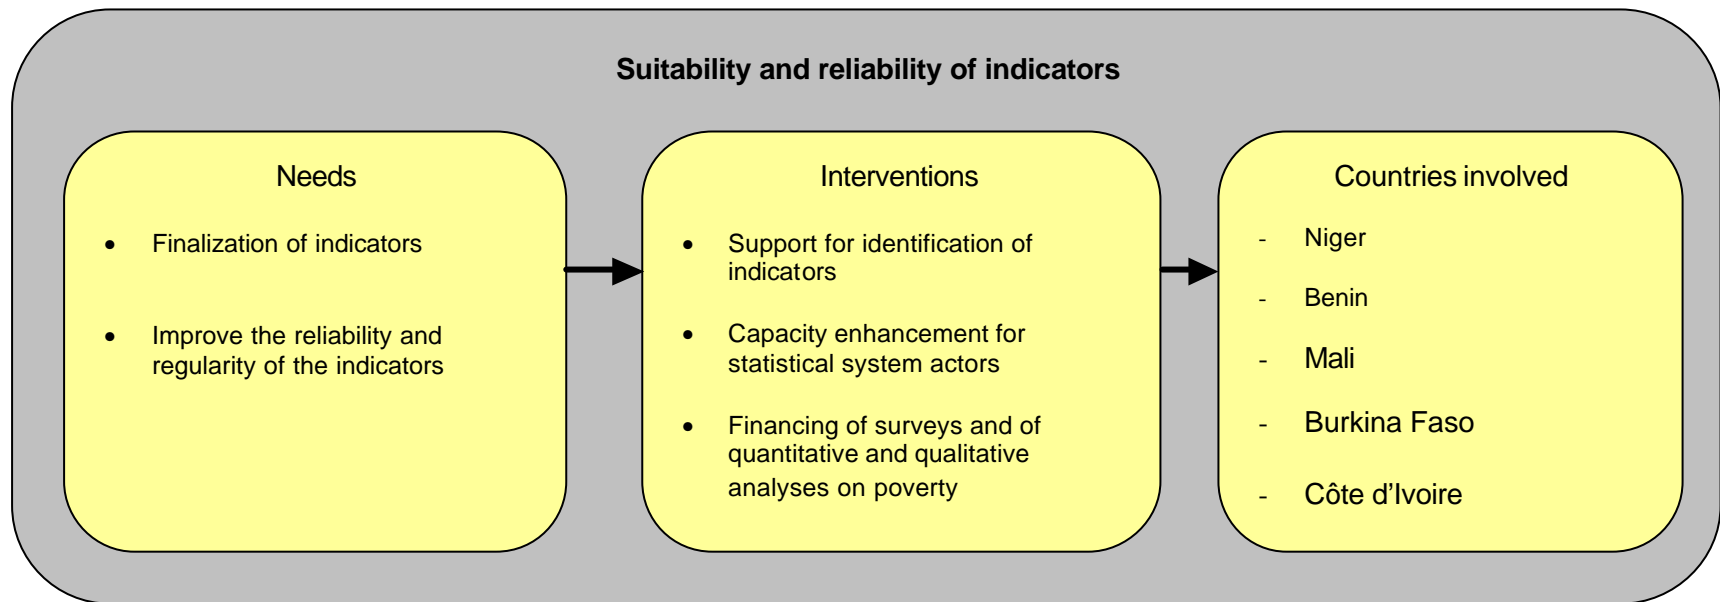 Suitability and reliability of indicators
Needs
• Finalization of indicators
• Improve the reliability and
regularity of the indicators
Interventions
• Support for identification of
indicators
• Capacity enhancement for
statistical system actors
• Financing of surveys and of
quantitative and qualitative
analyses on poverty
Countries involved
- Niger
- Benin
- Mali
- Burkina Faso
- Côte d’Ivoire